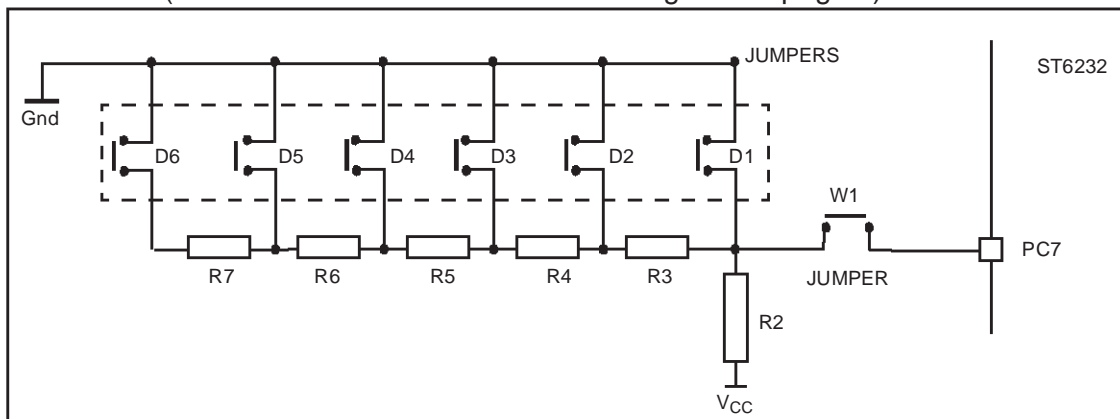 JUMPERS
ST6232
Gnd
D6 D5 D4 D3 D2 D1
W1
R7 R6 R5 R4 R3
JUMPER
PC7
R2
VCC